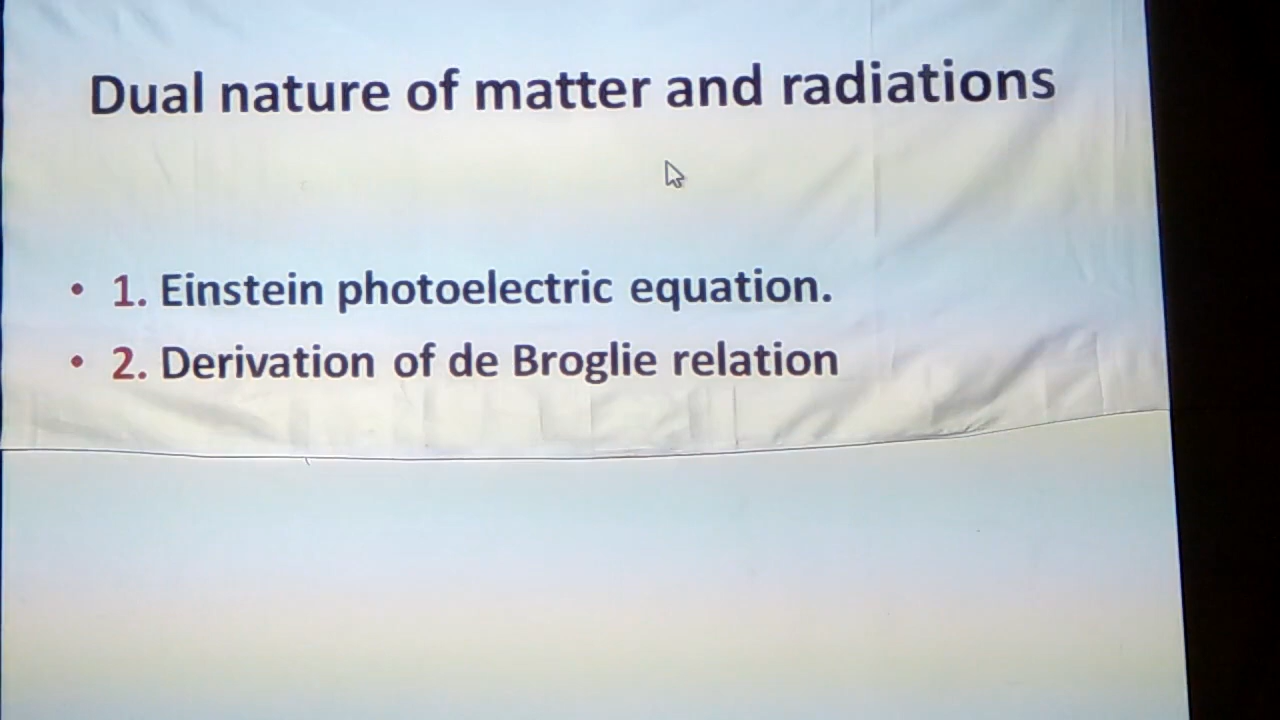 Dual nature of matter and radiations
• 1. Einstein photoelectric equation.
• 2. Derivation of de Broglie relation